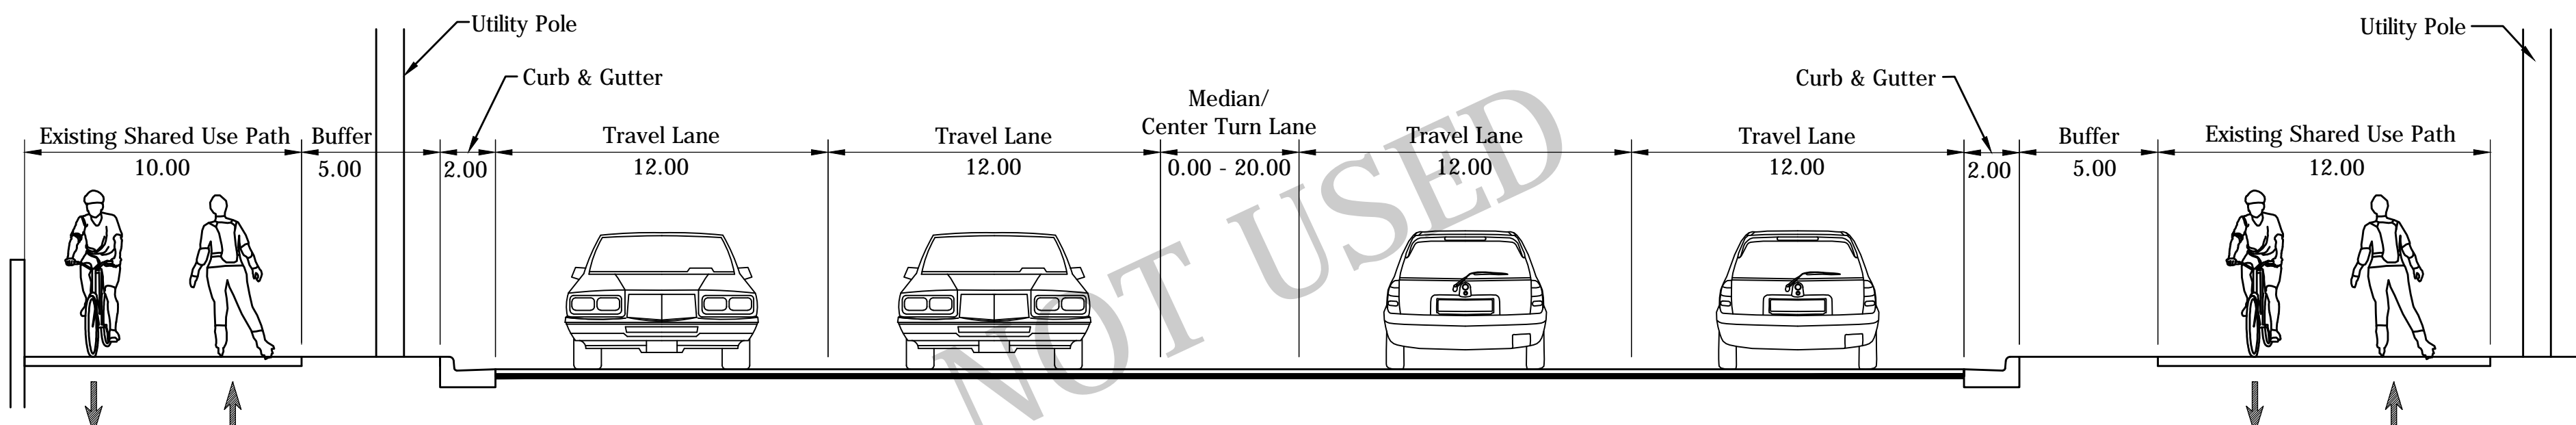 Utility Pole
Utility Pole
Curb & Gutter
Curb & Gutter
Median/
Center Turn Lane
Existing Shared Use Path
Buffer
Travel Lane
Travel Lane
Travel Lane
Travel Lane
Buffer
Existing Shared Use Path
10.00
5.00
2.00
12.00
12.00
0.00 - 20.00
12.00
12.00
2.00
5.00
12.00
NOT USED